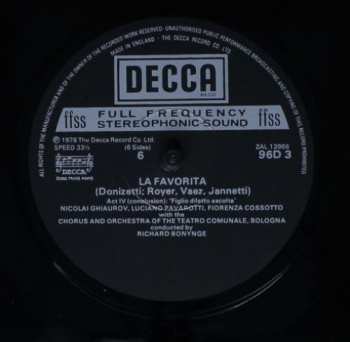 ALL RIGHTS OF THE MANUFACTURER AND OF THE OWNER OF THE RECORDED WORK RESERVED · UNAUTHORISED PUBLIC PERFORMANCE BROADCASTING AND COPYING OF THIS RECORD PROHIBITED
MADE IN ENGLAND · THE DECCA RECORD CO LTD
DECCA
ffss FULL FREQUENCY ffss
STEREOPHONIC SOUND
℗ 1978 The Decca Record Co. Ltd.
(6 Sides)
ZAL 12966
SPEED 33⅓
6
96D 3
LA FAVORITA
(Donizetti; Royer, Vaez, Jannetti)
Act IV (conclusion): 'Figlio diletto ascolta'
NICOLAI GHIAUROV, LUCIANO PAVAROTTI, FIORENZA COSSOTTO
with the
CHORUS AND ORCHESTRA OF THE TEATRO COMUNALE, BOLOGNA
conducted by
RICHARD BONYNGE